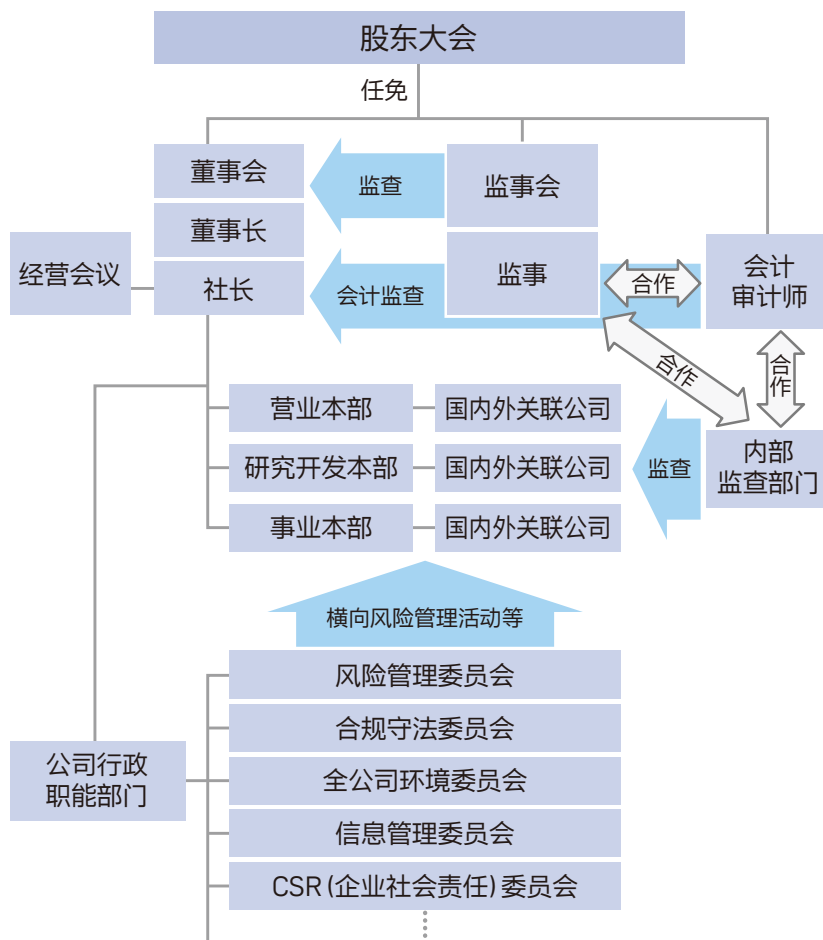 股东大会
任免
董事会
监查
监事会
董事长
经营会议
社长
会计监查
监事
合作
会计
审计师
合作
合作
营业本部
国内外关联公司
研究开发本部
国内外关联公司
监查
内部
监查部门
事业本部
国内外关联公司
横向风险管理活动等
风险管理委员会
合规守法委员会
公司行政
职能部门
全公司环境委员会
信息管理委员会
CSR (企业社会责任) 委员会